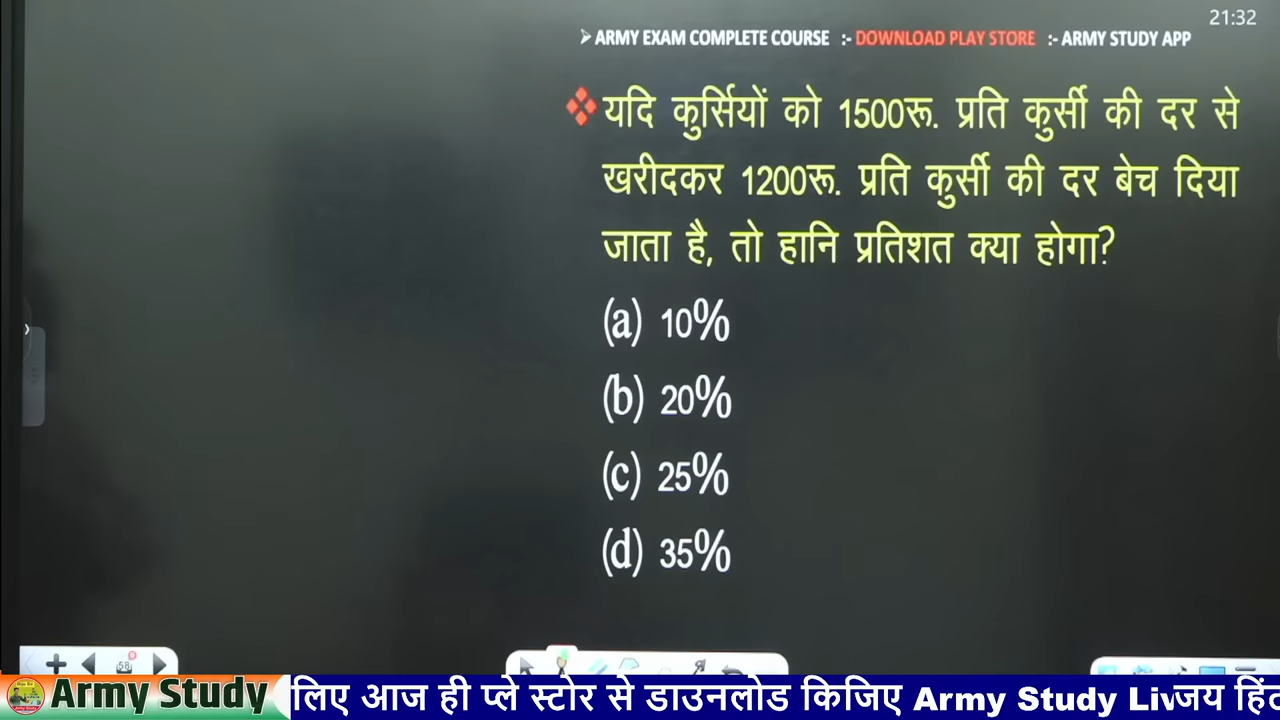 21:32
➢ ARMY EXAM COMPLETE COURSE :- DOWNLOAD PLAY STORE :- ARMY STUDY APP
❖ यदि कुर्सियों को 1500रू. प्रति कुर्सी की दर से
खरीदकर 1200रू. प्रति कुर्सी की दर बेच दिया
जाता है, तो हानि प्रतिशत क्या होगा?
(a) 10%
(b) 20%
(c) 25%
(d) 35%
58
Army Study लिए आज ही प्ले स्टोर से डाउनलोड किजिए Army Study Liv जय हिंद